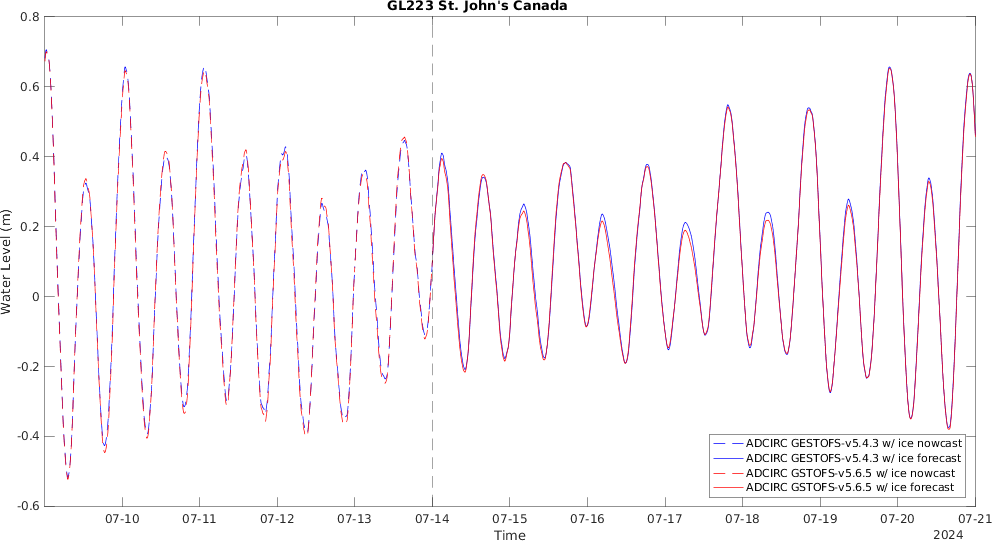 GL223 St. John's Canada
0.8
0.6
0.4
0.2
0
-0.2
-0.4
-0.6
Water Level (m)
ADCIRC GESTOFS-v5.4.3 w/ ice nowcast
ADCIRC GESTOFS-v5.4.3 w/ ice forecast
ADCIRC GSTOFS-v5.6.5 w/ ice nowcast
ADCIRC GSTOFS-v5.6.5 w/ ice forecast
07-10 07-11 07-12 07-13 07-14 07-15 07-16 07-17 07-18 07-19 07-20 07-21
Time
2024